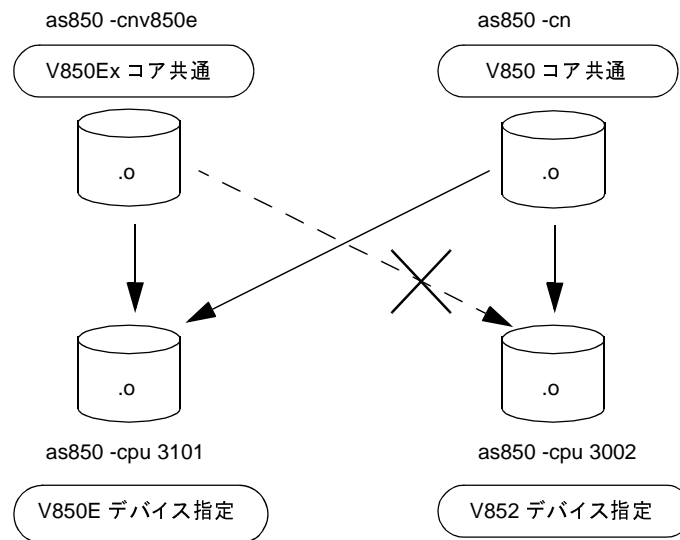 as850 -cnv850e
as850 -cn
V850Ex コア共通
V850 コア共通
.o
.o
.o
.o
as850 -cpu 3101
as850 -cpu 3002
V850E デバイス指定
V852 デバイス指定